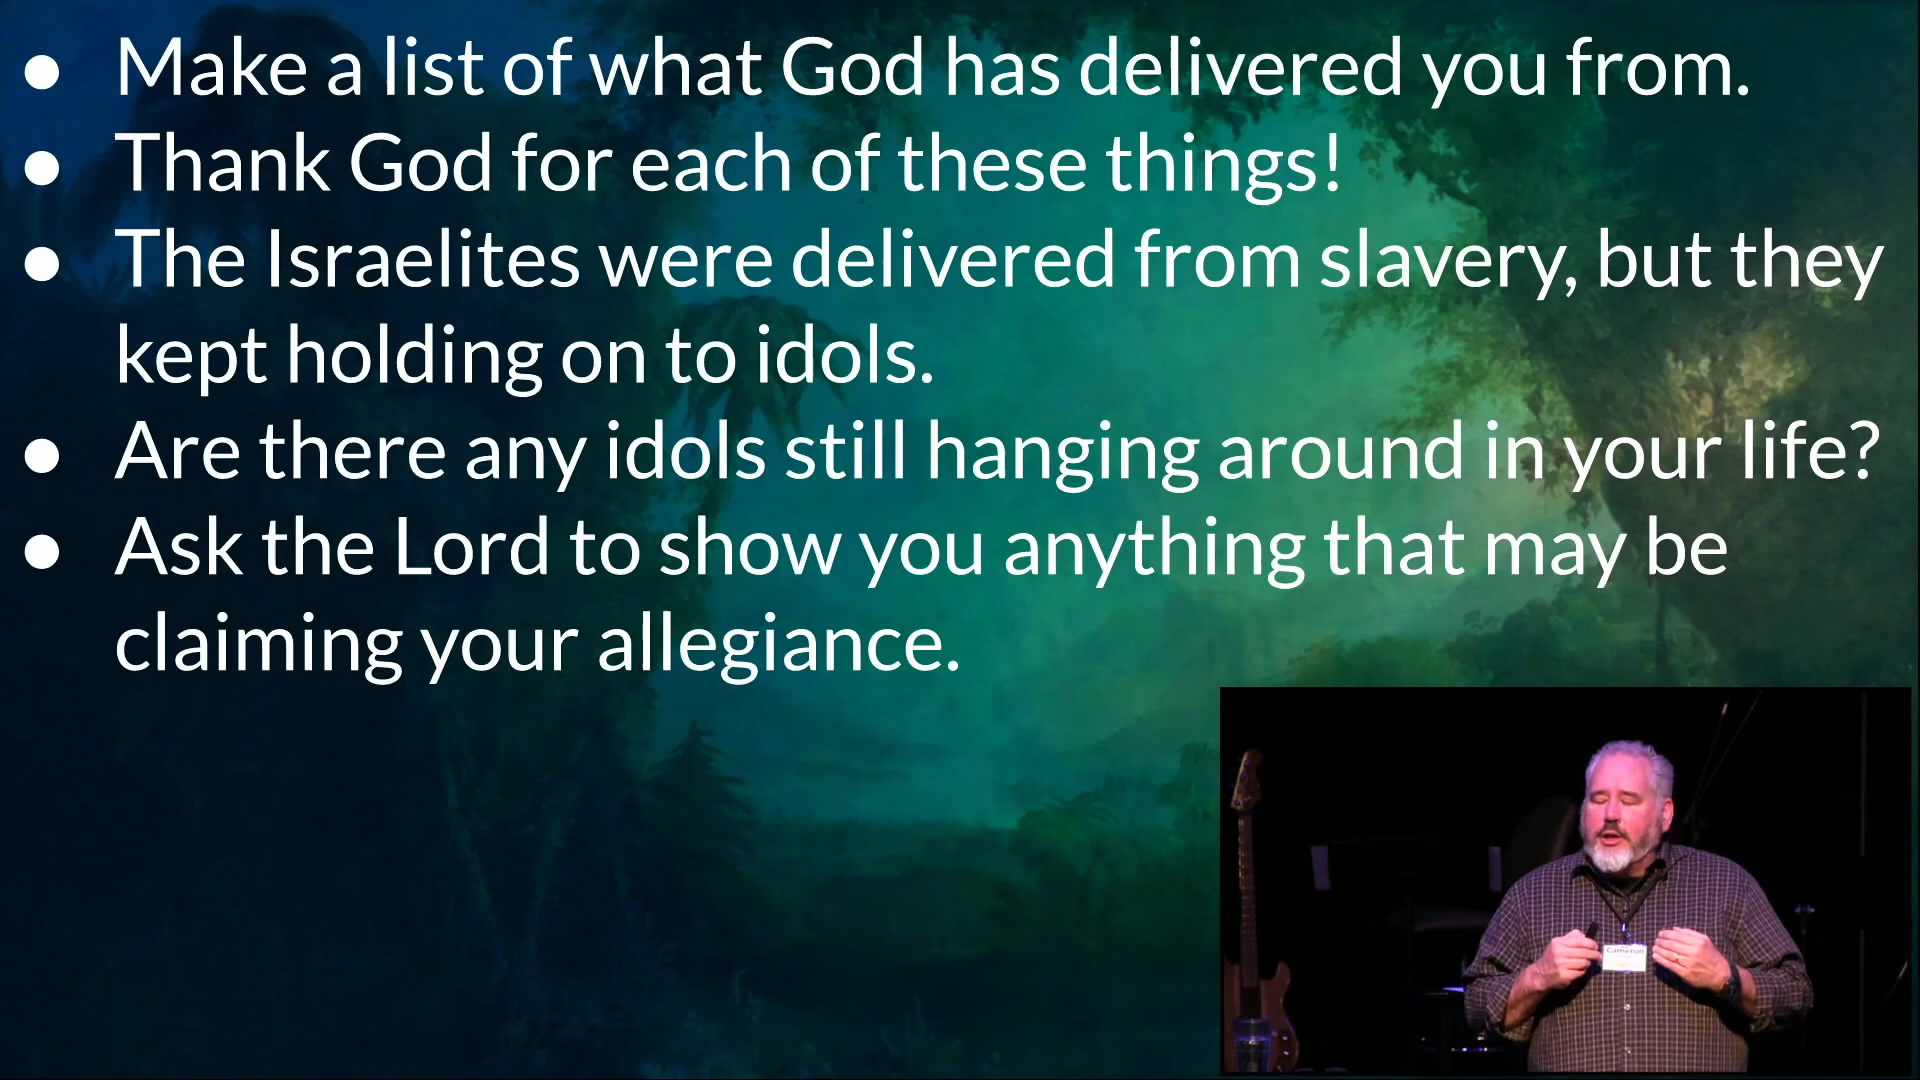 ● Make a list of what God has delivered you from.
● Thank God for each of these things!
● The Israelites were delivered from slavery, but they
kept holding on to idols.
● Are there any idols still hanging around in your life?
● Ask the Lord to show you anything that may be
claiming your allegiance.
Cameron